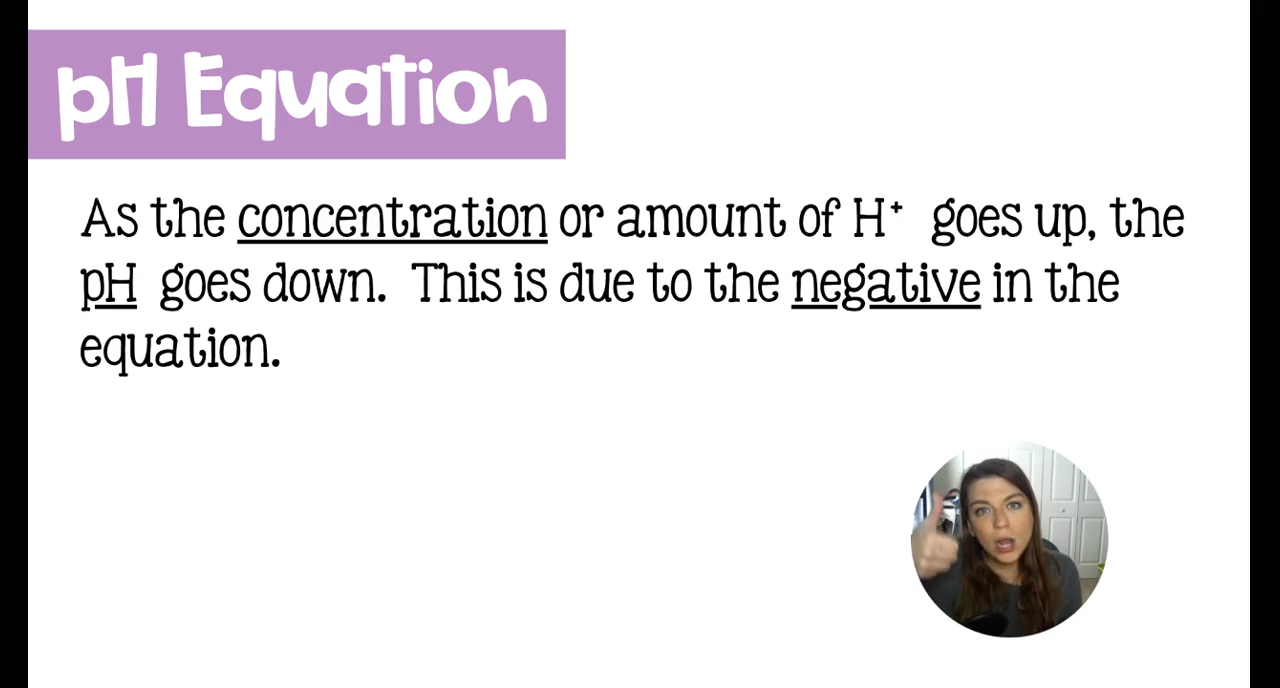 pH Equation
As the concentration or amount of H⁺ goes up, the
pH goes down. This is due to the negative in the
equation.